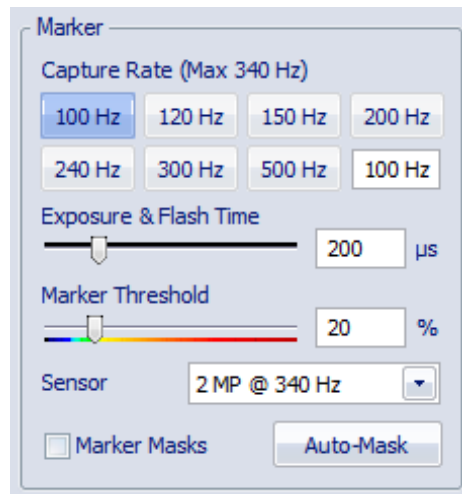 Marker
Capture Rate (Max 340 Hz)
100 Hz 120 Hz 150 Hz 200 Hz
240 Hz 300 Hz 500 Hz 100 Hz
Exposure & Flash Time
200 µs
Marker Threshold
20 %
Sensor 2 MP @ 340 Hz
Marker Masks Auto-Mask